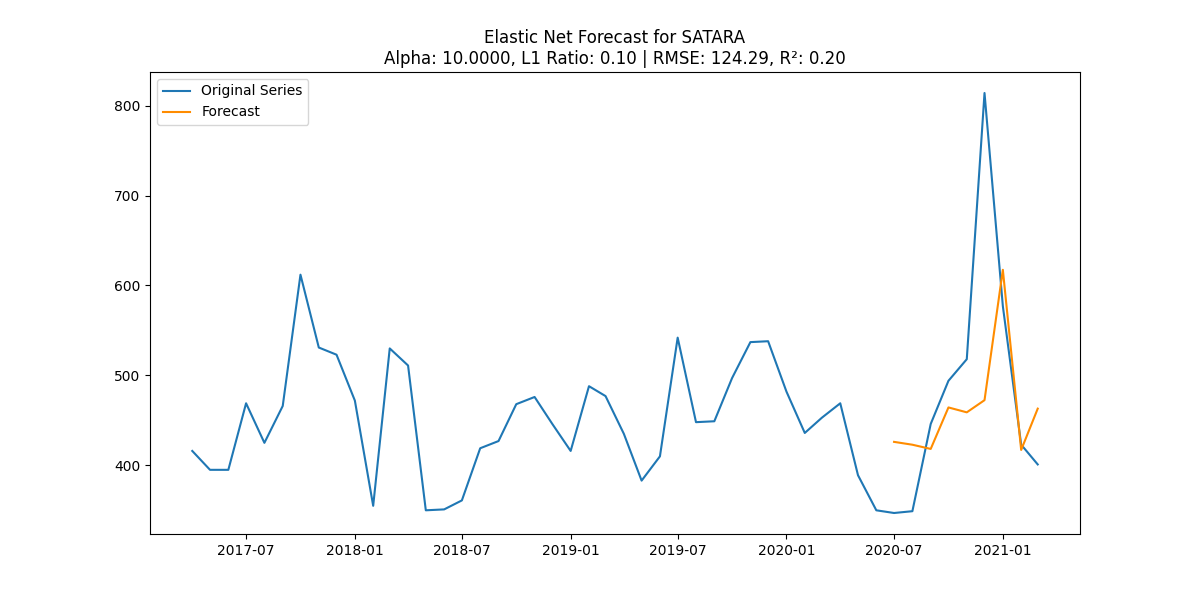 Elastic Net Forecast for SATARA
Alpha: 10.0000, L1 Ratio: 0.10 | RMSE: 124.29, R²: 0.20
Original Series
Forecast
800
700
600
500
400
2017-07 2018-01 2018-07 2019-01 2019-07 2020-01 2020-07 2021-01